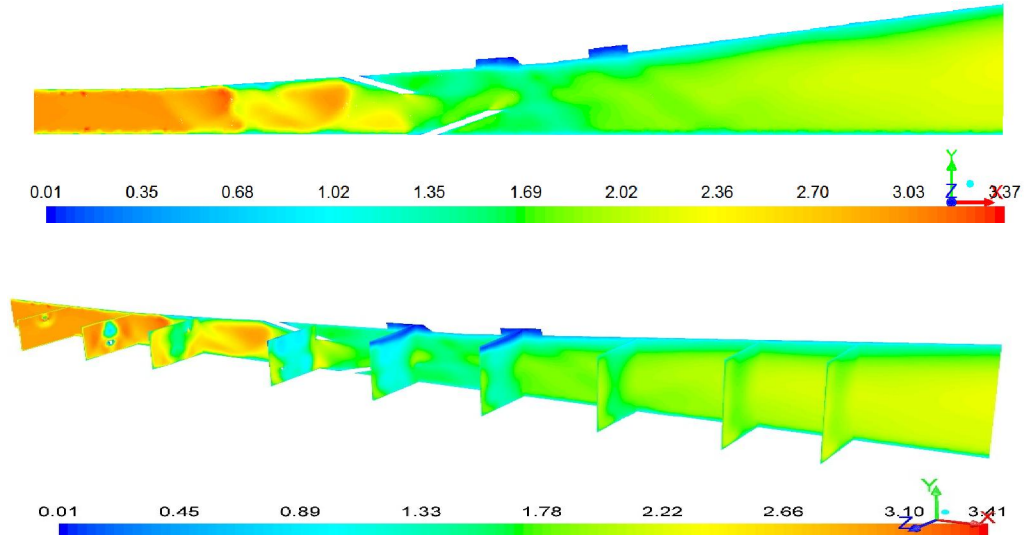 Y
0.01 0.35 0.68 1.02 1.35 1.69 2.02 2.36 2.70 3.03 Z X 3.37
Y
0.01 0.45 0.89 1.33 1.78 2.22 2.66 Z 3.10 X 3.41